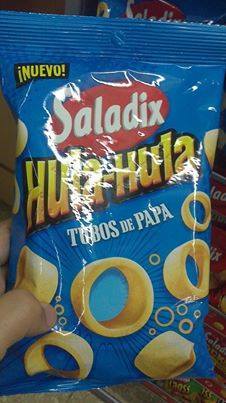 ¡NUEVO!
Saladix
Hula-Hula
TUBOS DE PAPA